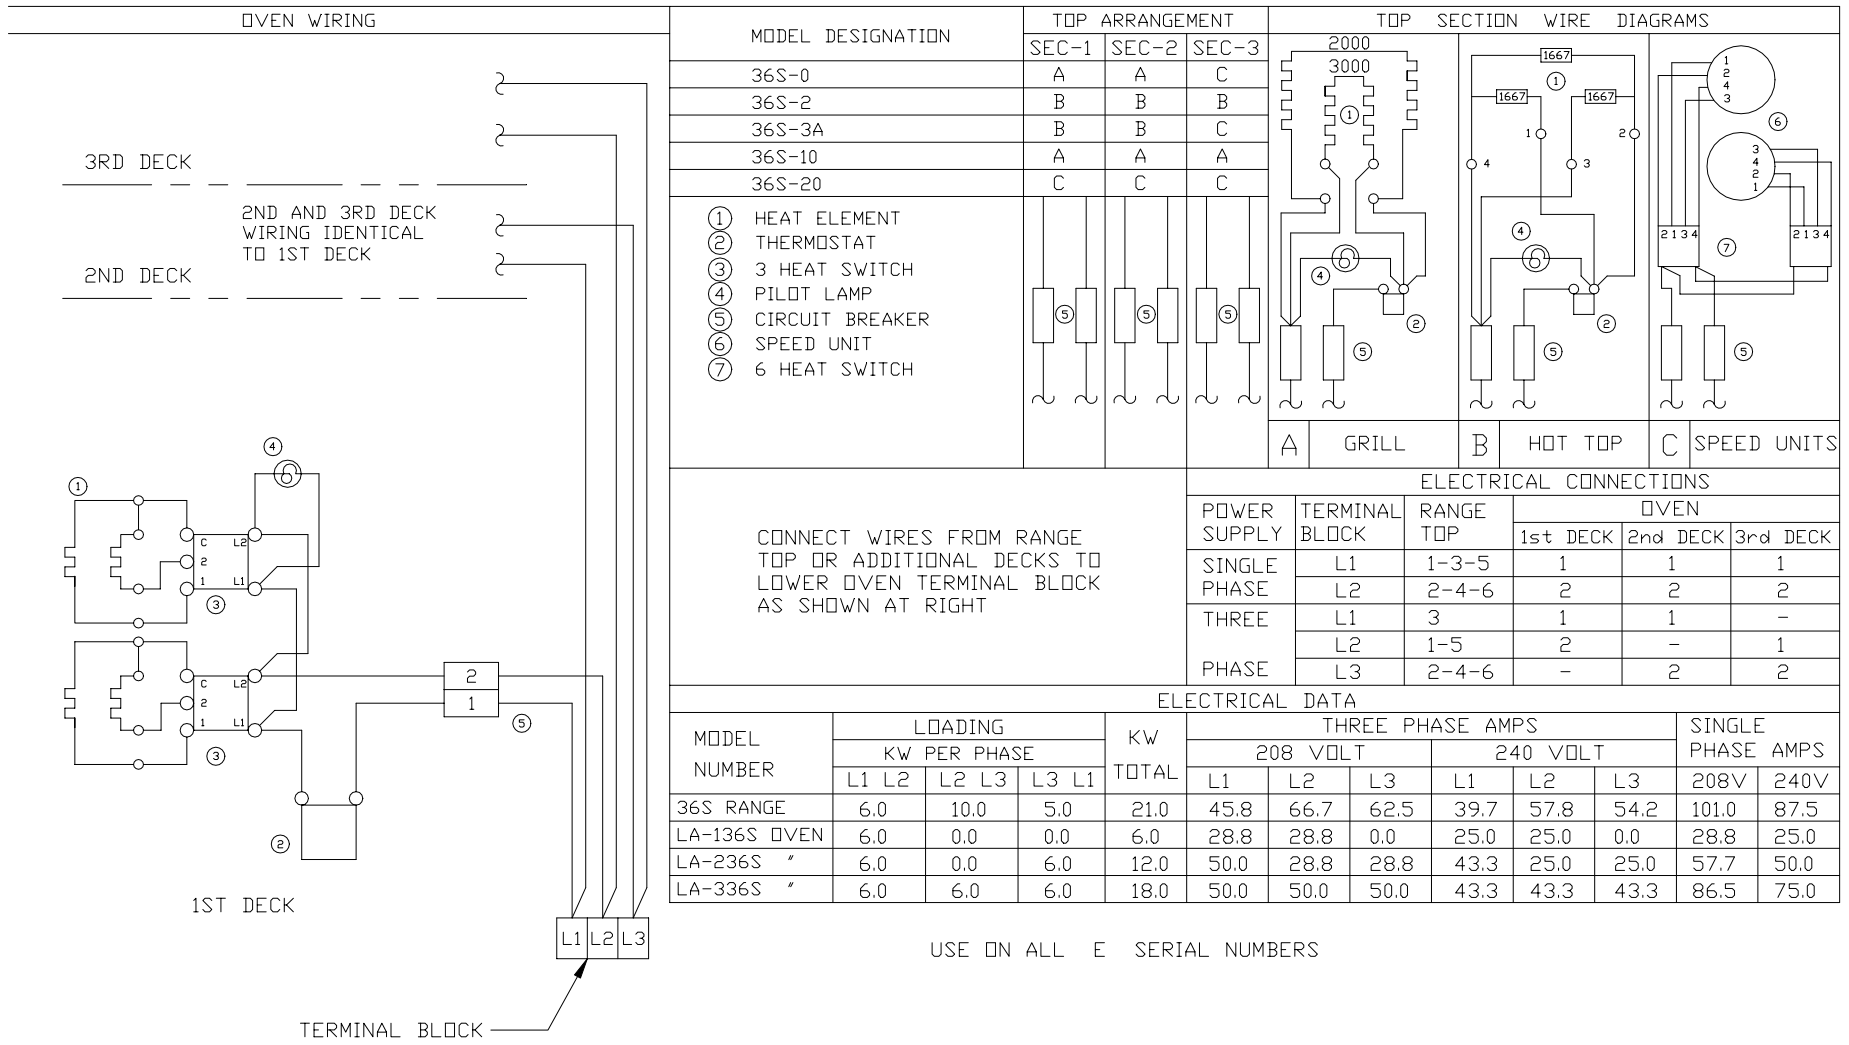 OVEN WIRING
3RD DECK
2ND AND 3RD DECK
WIRING IDENTICAL
TO 1ST DECK
2ND DECK
4
1
C L2
2
1 L1
3
C L2
2
1 L1
3
2
1
5
2
1ST DECK
L1 L2 L3
TERMINAL BLOCK
MODEL DESIGNATION
TOP ARRANGEMENT
SEC-1 SEC-2 SEC-3
36S-0 A A C
36S-2 B B B
36S-3A B B C
36S-10 A A A
36S-20 C C C
1 HEAT ELEMENT
2 THERMOSTAT
3 3 HEAT SWITCH
4 PILOT LAMP
5 CIRCUIT BREAKER
6 SPEED UNIT
7 6 HEAT SWITCH
5 5 5
TOP SECTION WIRE DIAGRAMS
2000
3000
1
4
2
5
A GRILL
1667
1
1667 1667
1 2
4 3
4
2
5
B HOT TOP
1
2
4
3
6
3
4
2
1
2 1 3 4
7
2 1 3 4
5
C SPEED UNITS
CONNECT WIRES FROM RANGE
TOP OR ADDITIONAL DECKS TO
LOWER OVEN TERMINAL BLOCK
AS SHOWN AT RIGHT
ELECTRICAL CONNECTIONS
POWER SUPPLY TERMINAL BLOCK RANGE TOP OVEN
1st DECK 2nd DECK 3rd DECK
SINGLE L1 1-3-5 1 1 1
PHASE L2 2-4-6 2 2 2
THREE L1 3 1 1 -
L2 1-5 2 - 1
PHASE L3 2-4-6 - 2 2
ELECTRICAL DATA
MODEL NUMBER LOADING KW TOTAL THREE PHASE AMPS SINGLE PHASE AMPS
KW PER PHASE 208 VOLT 240 VOLT
L1 L2 L2 L3 L3 L1 L1 L2 L3 L1 L2 L3 208V 240V
36S RANGE 6.0 10.0 5.0 21.0 45.8 66.7 62.5 39.7 57.8 54.2 101.0 87.5
LA-136S OVEN 6.0 0.0 0.0 6.0 28.8 28.8 0.0 25.0 25.0 0.0 28.8 25.0
LA-236S " 6.0 0.0 6.0 12.0 50.0 28.8 28.8 43.3 25.0 25.0 57.7 50.0
LA-336S " 6.0 6.0 6.0 18.0 50.0 50.0 50.0 43.3 43.3 43.3 86.5 75.0
USE ON ALL E SERIAL NUMBERS